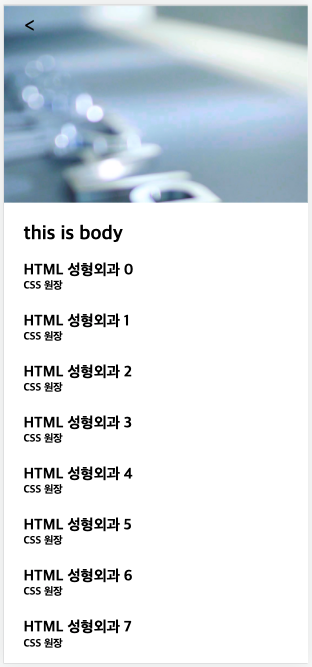 <
this is body
HTML 성형외과 0
CSS 원장
HTML 성형외과 1
CSS 원장
HTML 성형외과 2
CSS 원장
HTML 성형외과 3
CSS 원장
HTML 성형외과 4
CSS 원장
HTML 성형외과 5
CSS 원장
HTML 성형외과 6
CSS 원장
HTML 성형외과 7
CSS 원장